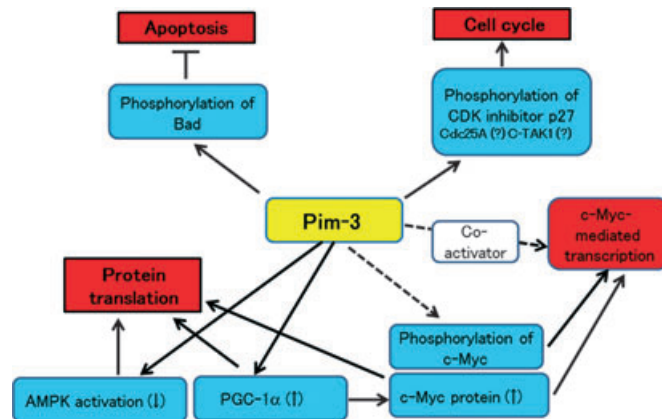 Apoptosis
Cell cycle
Phosphorylation of
Bad
Phosphorylation of
CDK inhibitor p27
Cdc25A (?) C-TAK1 (?)
Pim-3
Co-
activator
c-Myc-
mediated
transcription
Protein
translation
Phosphorylation of
c-Myc
AMPK activation (↓)
PGC-1α (↑)
c-Myc protein (↑)